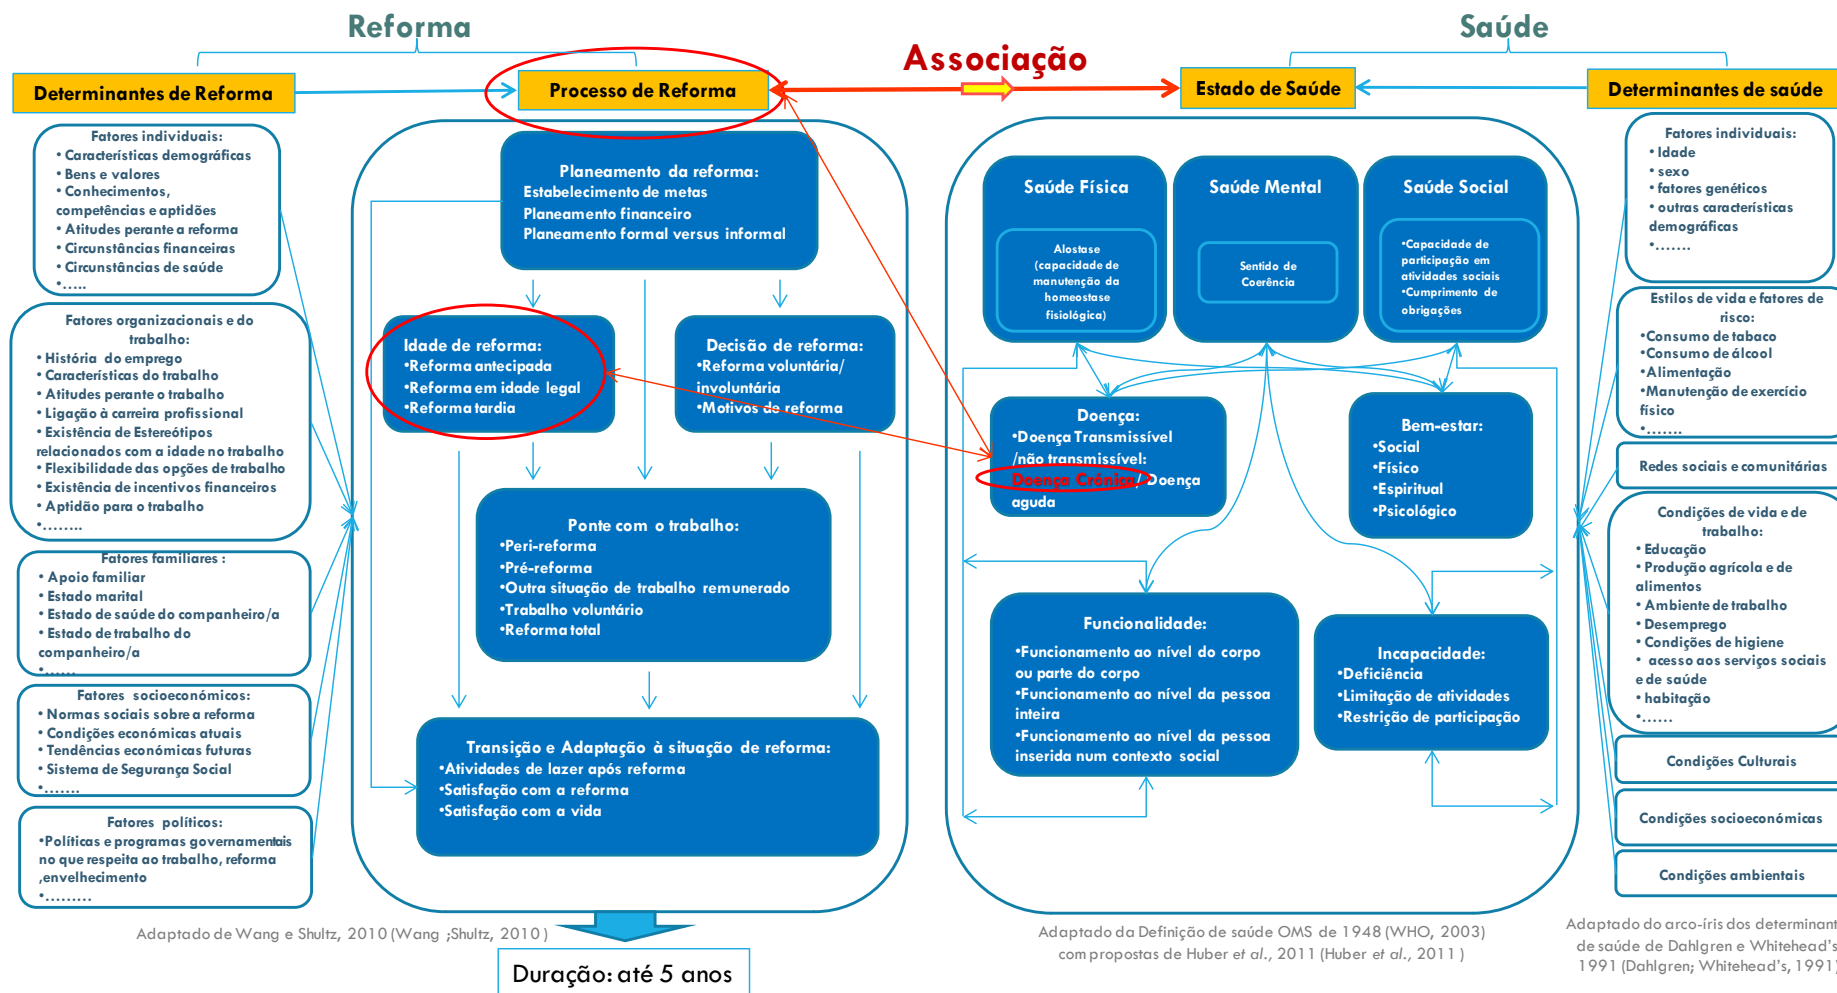 Reforma
Saúde
Associação
Determinantes de Reforma
Processo de Reforma
Estado de Saúde
Determinantes de saúde
Fatores individuais:
• Características demográficas
• Bens e valores
• Conhecimentos,
competências e aptidões
• Atitudes perante a reforma
• Circunstâncias financeiras
• Circunstâncias de saúde
•…..
Fatores organizacionais e do
trabalho:
• História do emprego
• Características do trabalho
• Atitudes perante o trabalho
• Ligação à carreira profissional
• Existência de Estereótipos
relacionados com a idade no trabalho
• Flexibilidade das opções de trabalho
• Existência de incentivos financeiros
• Aptidão para o trabalho
•……..
Fatores familiares :
• Apoio familiar
• Estado marital
• Estado de saúde do companheiro/a
• Estado de trabalho do
companheiro/a
•……
Fatores socioeconómicos:
• Normas sociais sobre a reforma
• Condições económicas atuais
• Tendências económicas futuras
• Sistema de Segurança Social
•…….
Fatores políticos:
•Políticas e programas governamentais
no que respeita ao trabalho, reforma
,envelhecimento
•………
Planeamento da reforma:
Estabelecimento de metas
Planeamento financeiro
Planeamento formal versus informal
Idade de reforma:
•Reforma antecipada
•Reforma em idade legal
•Reforma tardia
Decisão de reforma:
•Reforma voluntária/
involuntária
•Motivos de reforma
Ponte com o trabalho:
•Peri-reforma
•Pré-reforma
•Outra situação de trabalho remunerado
•Trabalho voluntário
•Reforma total
Transição e Adaptação à situação de reforma:
•Atividades de lazer após reforma
•Satisfação com a reforma
•Satisfação com a vida
Adaptado de Wang e Shultz, 2010 (Wang ;Shultz, 2010 )
Duração: até 5 anos
Saúde Física
Alostase
(capacidade de
manutenção da
homeostase
fisiológica)
Saúde Mental
Sentido de
Coerência
Saúde Social
•Capacidade de
participação em
atividades sociais
•Cumprimento de
obrigações
Doença:
•Doença Transmissível
/não transmissível:
Doença Crónica/ Doença
aguda
Bem-estar:
•Social
•Físico
•Espiritual
•Psicológico
Funcionalidade:
•Funcionamento ao nível do corpo
ou parte do corpo
•Funcionamento ao nível da pessoa
inteira
•Funcionamento ao nível da pessoa
inserida num contexto social
Incapacidade:
•Deficiência
•Limitação de atividades
•Restrição de participação
Adaptado da Definição de saúde OMS de 1948 (WHO, 2003)
com propostas de Huber et al., 2011 (Huber et al., 2011 )
Fatores individuais:
• Idade
• sexo
• fatores genéticos
• outras características
demográficas
•…….
Estilos de vida e fatores de
risco:
•Consumo de tabaco
•Consumo de álcool
•Alimentação
•Manutenção de exercício
físico
•…….
Redes sociais e comunitárias
Condições de vida e de
trabalho:
• Educação
• Produção agrícola e de
alimentos
• Ambiente de trabalho
• Desemprego
• Condições de higiene
• acesso aos serviços sociais
e de saúde
• habitação
•……
Condições Culturais
Condições socioeconómicas
Condições ambientais
Adaptado do arco-íris dos determinant
de saúde de Dahlgren e Whitehead's
1991 (Dahlgren; Whitehead's, 1991)